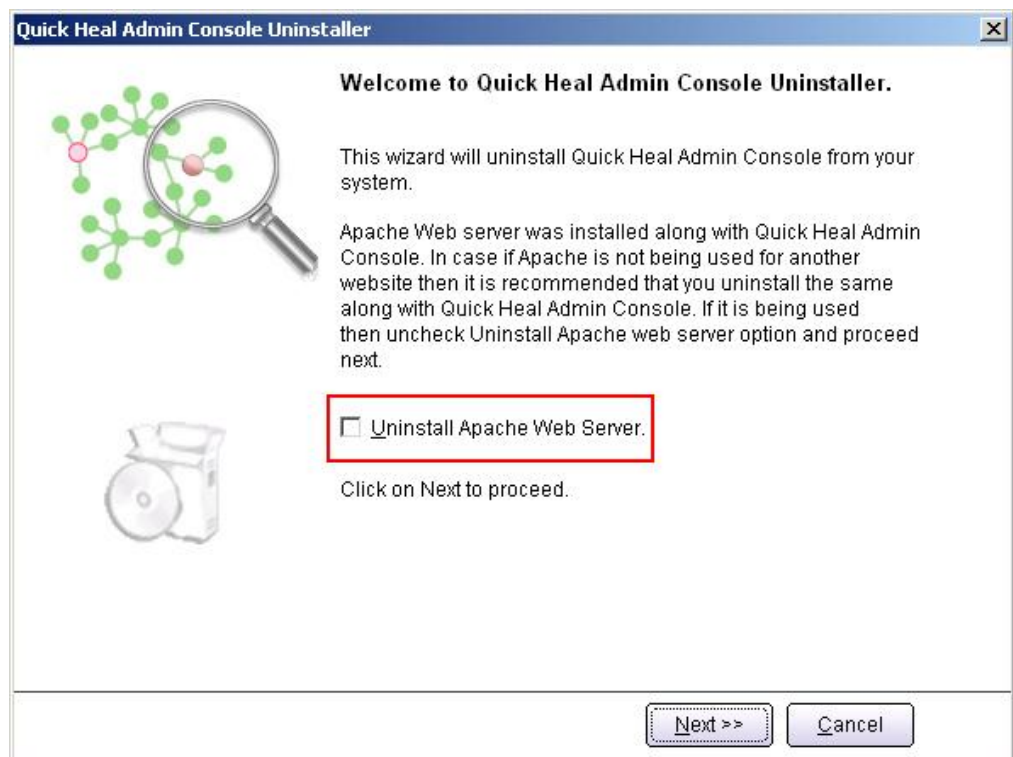 Quick Heal Admin Console Uninstaller
Welcome to Quick Heal Admin Console Uninstaller.
This wizard will uninstall Quick Heal Admin Console from your
system.
Apache Web server was installed along with Quick Heal Admin
Console. In case if Apache is not being used for another
website then it is recommended that you uninstall the same
along with Quick Heal Admin Console. If it is being used
then uncheck Uninstall Apache web server option and proceed
next.
Uninstall Apache Web Server.
Click on Next to proceed.
Next >>
Cancel